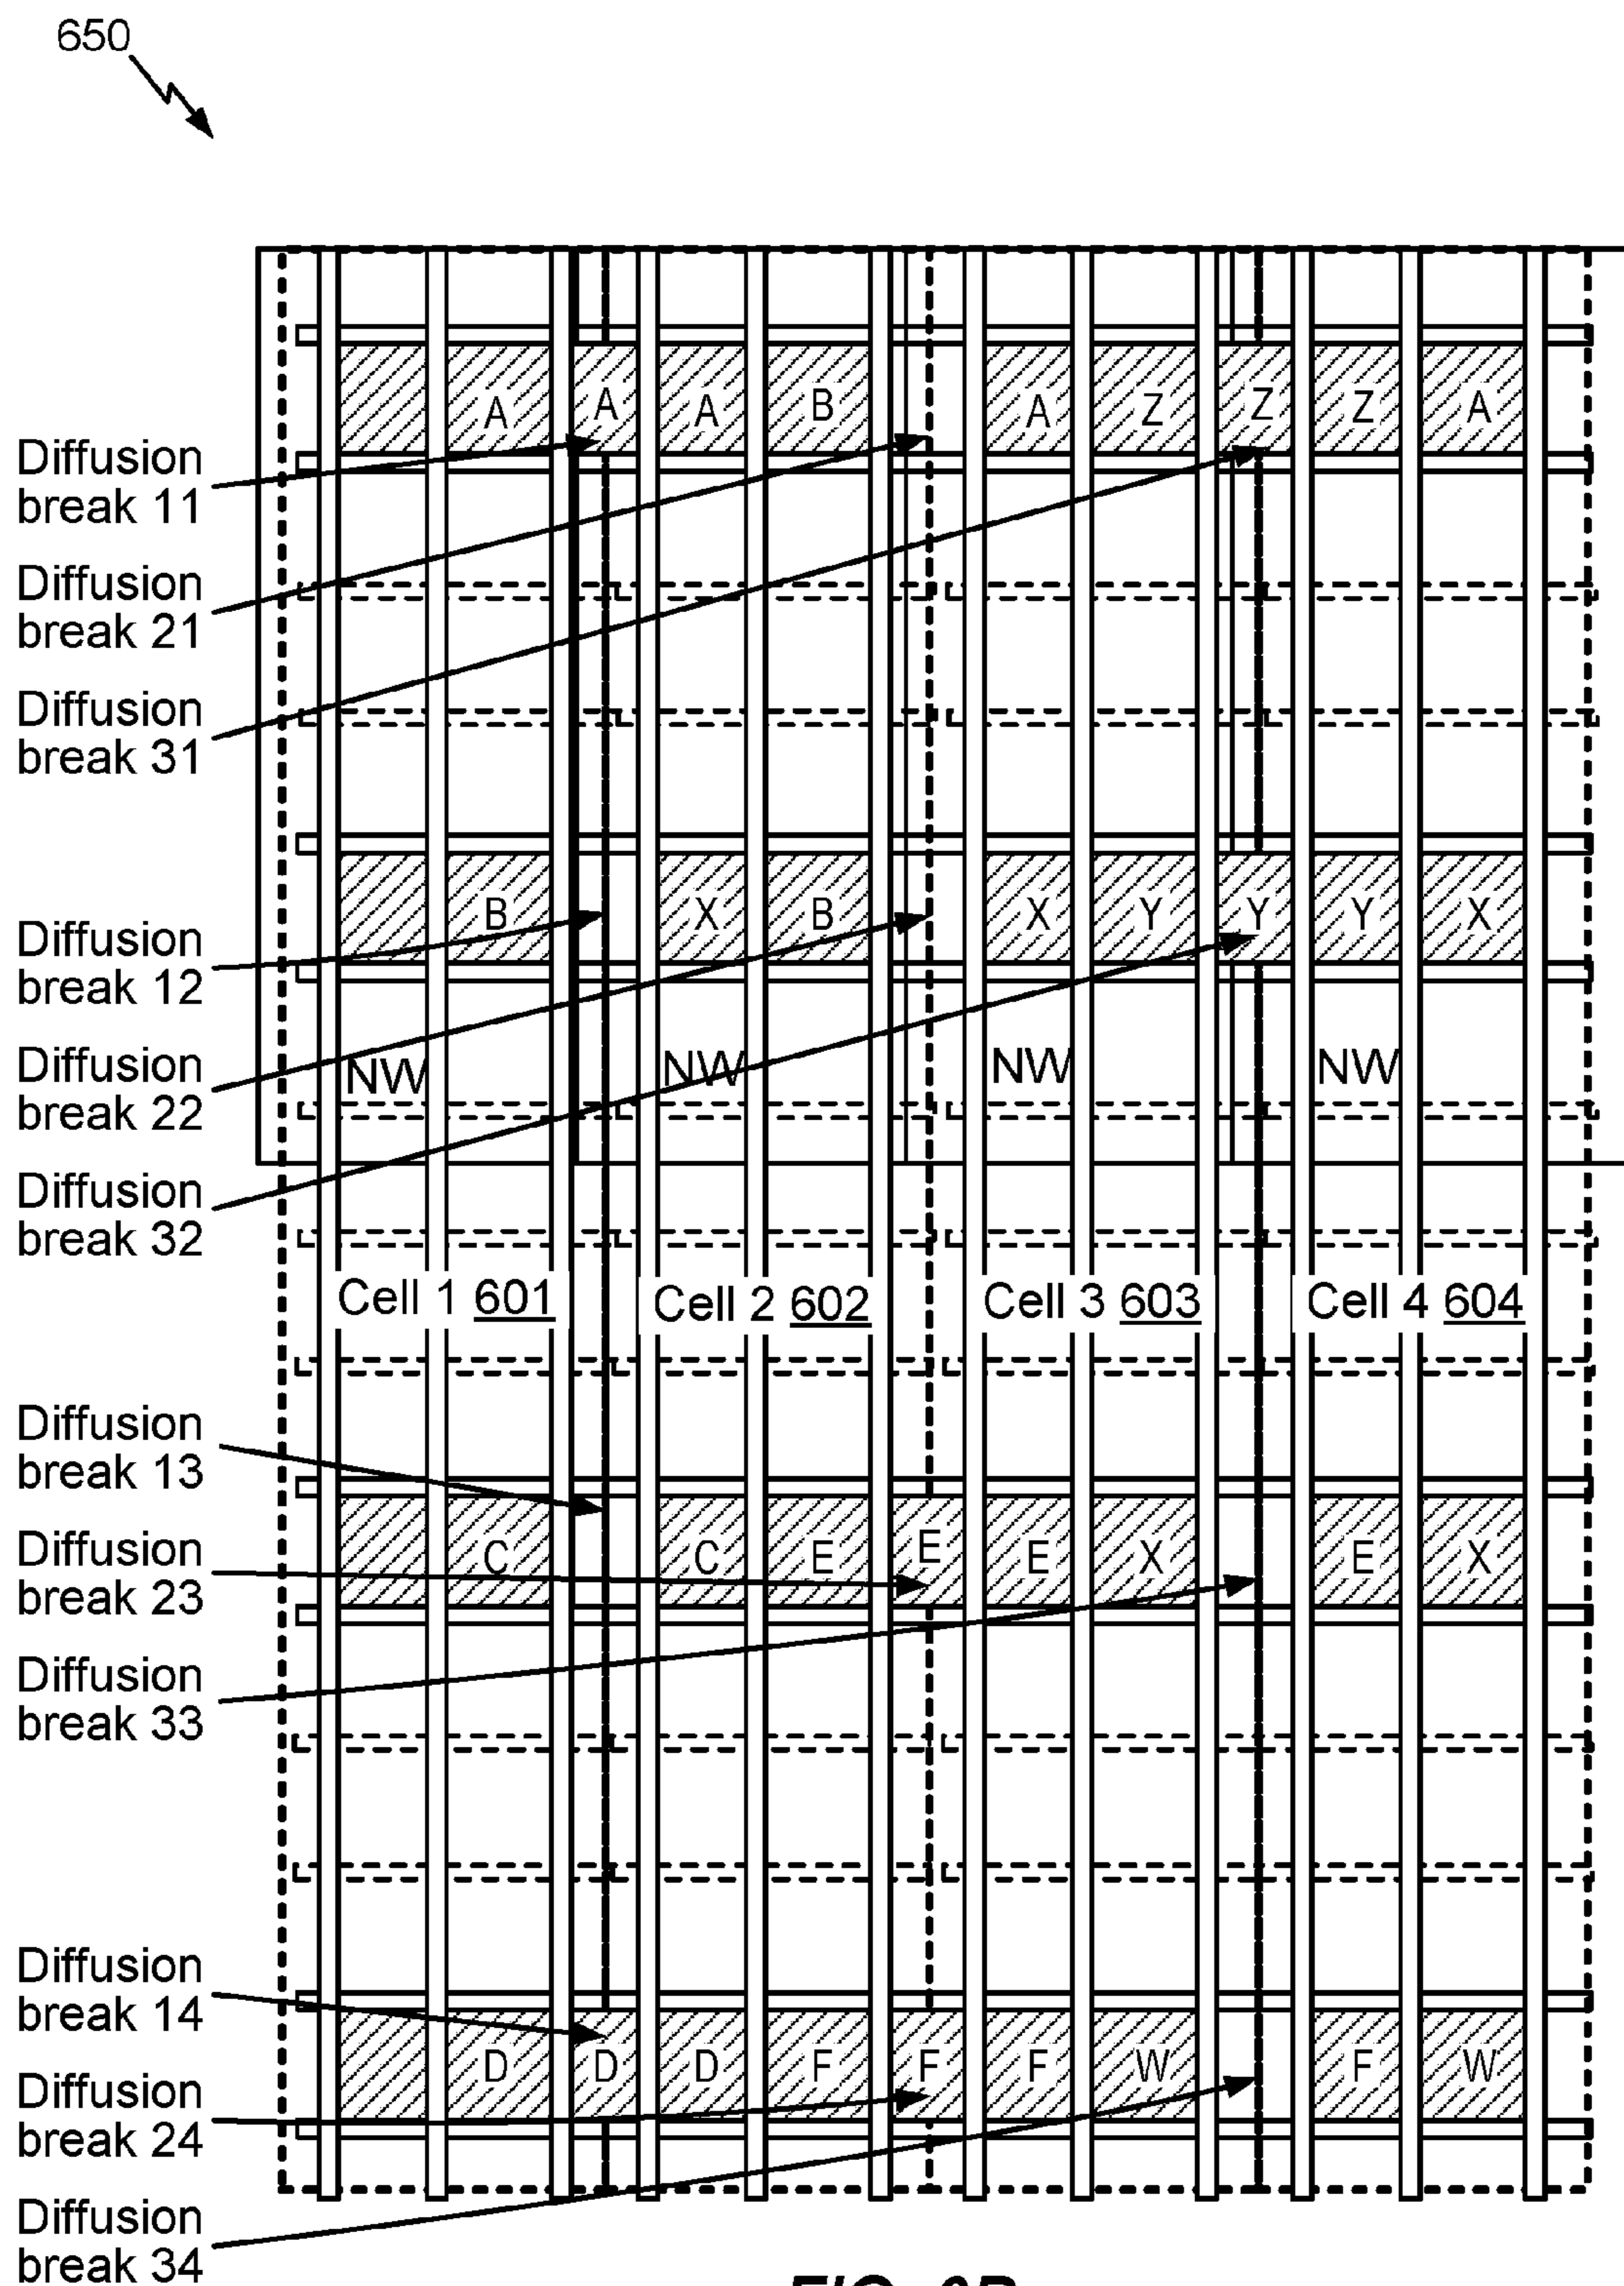 650
A A A B A Z Z Z A
Diffusion
break 11
Diffusion
break 21
Diffusion
break 31
B X B X Y Y Y X
Diffusion
break 12
Diffusion
break 22
NW NW NW NW
Diffusion
break 32
Cell 1 601 Cell 2 602 Cell 3 603 Cell 4 604
Diffusion
break 13
C C E E E X E X
Diffusion
break 23
Diffusion
break 33
Diffusion
break 14
D D D F F F W F W
Diffusion
break 24
Diffusion
break 34